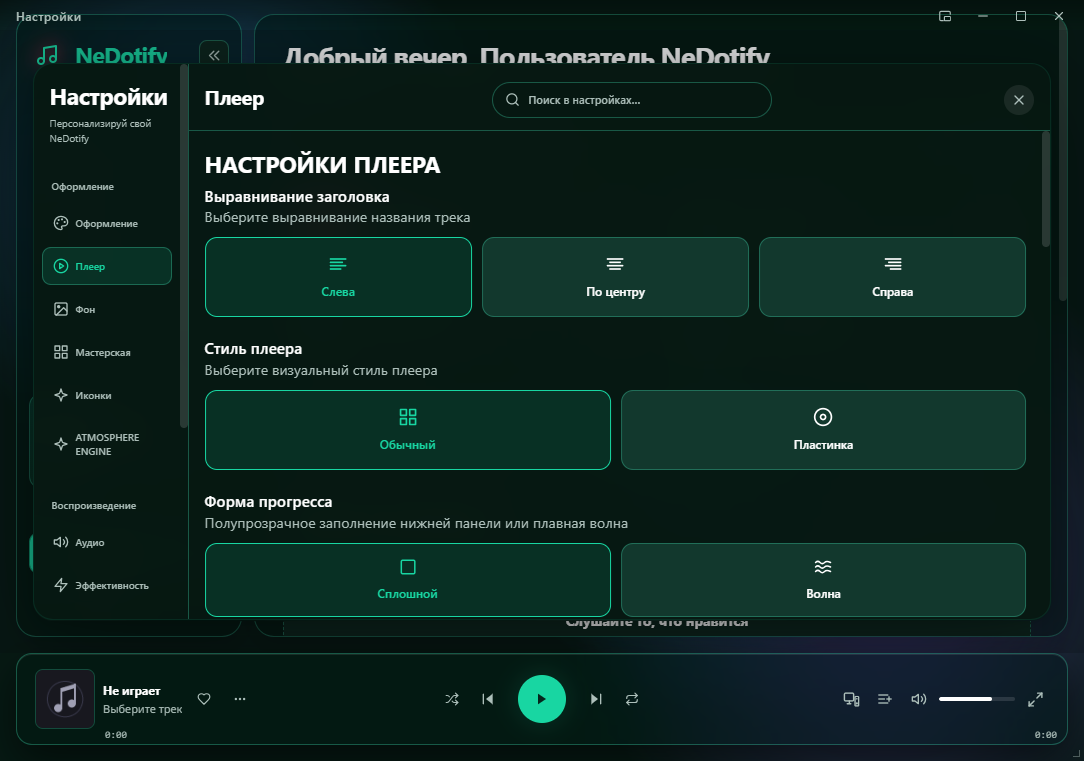 Настройки
NeDotify
Добрый вечер, Пользователь NeDotify
Настройки
Персонализируй свой
NeDotify
Оформление
Оформление
Плеер
Фон
Мастерская
Иконки
ATMOSPHERE
ENGINE
Воспроизведение
Аудио
Эффективность
Плеер
Поиск в настройках...
НАСТРОЙКИ ПЛЕЕРА
Выравнивание заголовка
Выберите выравнивание названия трека
Слева
По центру
Справа
Стиль плеера
Выберите визуальный стиль плеера
Обычный
Пластинка
Форма прогресса
Полупрозрачное заполнение нижней панели или плавная волна
Сплошной
Волна
Слушайте то, что нравится
Не играет
Выберите трек
0:00
0:00